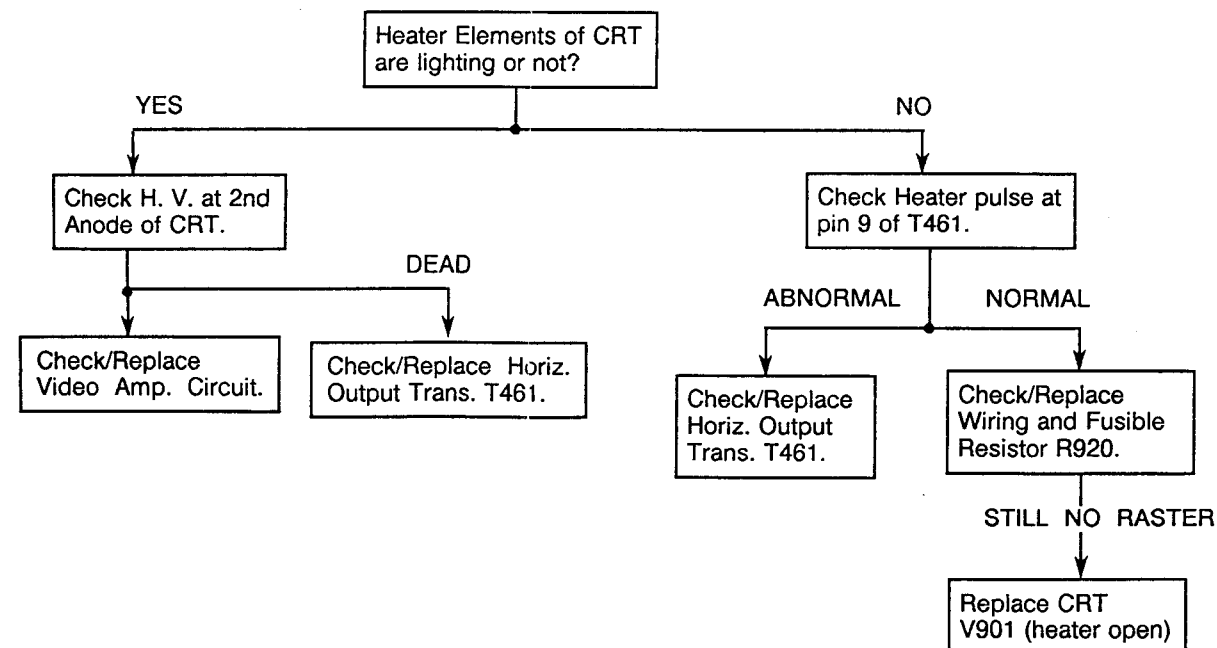 Heater Elements of CRT
are lighting or not?
YES
NO
Check H. V. at 2nd
Anode of CRT.
Check Heater pulse at
pin 9 of T461.
DEAD
ABNORMAL
NORMAL
Check/Replace
Video Amp. Circuit.
Check/Replace Horiz.
Output Trans. T461.
Check/Replace
Horiz. Output
Trans. T461.
Check/Replace
Wiring and Fusible
Resistor R920.
STILL NO RASTER
Replace CRT
V901 (heater open)